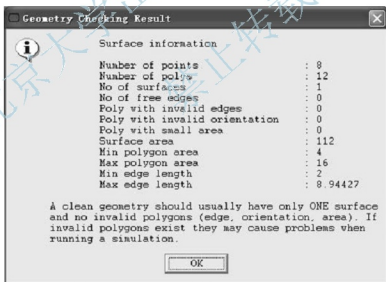 Geometry Checking Result
Surface information
Number of points : 8
Number of polys : 12
No of surfaces : 1
No of free edges : 0
Poly with invalid edges : 0
Poly with invalid orientation : 0
Poly with small area : 0
Surface area : 112
Min polygon area : 4
Max polygon area : 16
Min edge length : 2
Max edge length : 8.94427
A clean geometry should usually have only ONE surface
and no invalid polygons (edge, orientation, area). If
invalid polygons exist they may cause problems when
running a simulation.
OK